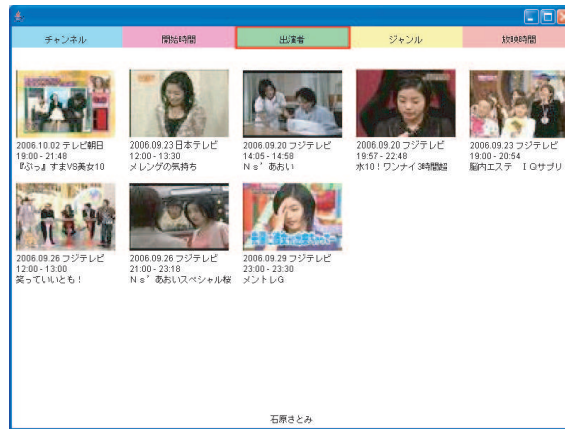 チャンネル
開始時間
出演者
ジャンル
放映時間
2006.10.02 テレビ朝日
19:00 - 21:48
『ぷっ』すまVS美女10
2006.09.23 日本テレビ
12:00 - 13:30
メレンゲの気持ち
2006.09.20 フジテレビ
14:05 - 14:58
Ｎｓ’あおい
2006.09.20 フジテレビ
19:57 - 22:48
水10！ワンナイ3時間超
2006.09.23 フジテレビ
19:00 - 20:54
脳内エステ　ＩＱサプリ
2006.09.26 フジテレビ
12:00 - 13:00
笑っていいとも！
2006.09.26 フジテレビ
21:00 - 23:18
Ｎｓ’あおいスペシャル桜
2006.09.29 フジテレビ
23:00 - 23:30
メントレＧ
石原さとみ